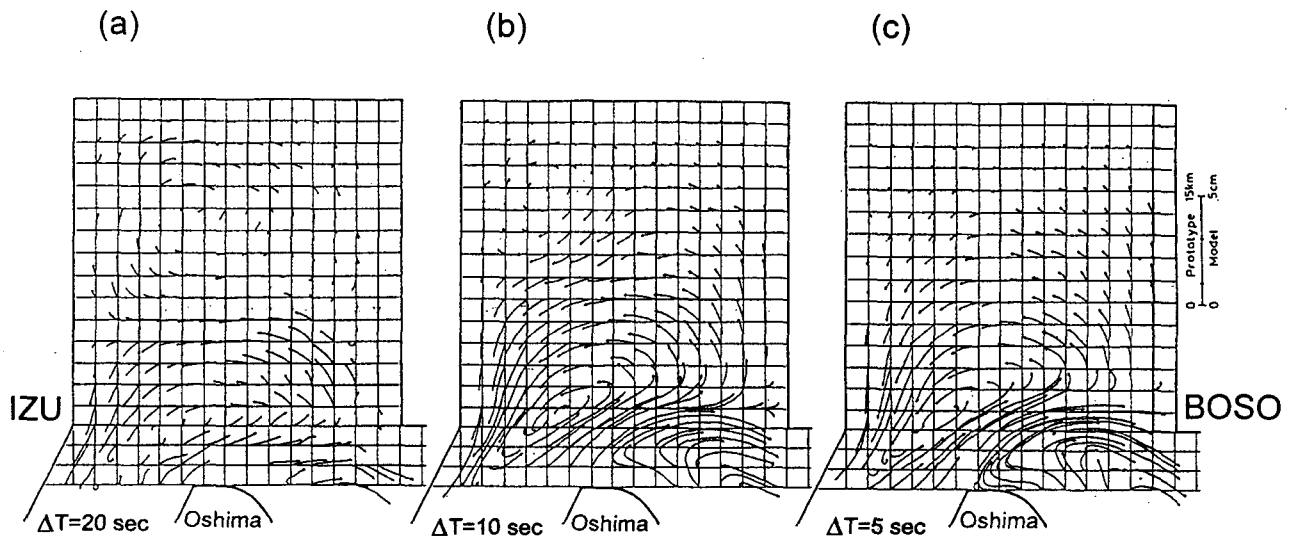 (a)
(b)
(c)
IZU
BOSO
0 Prototype 15km
0 Model 5cm
ΔT=20 sec
Oshima
ΔT=10 sec
Oshima
ΔT=5 sec
Oshima